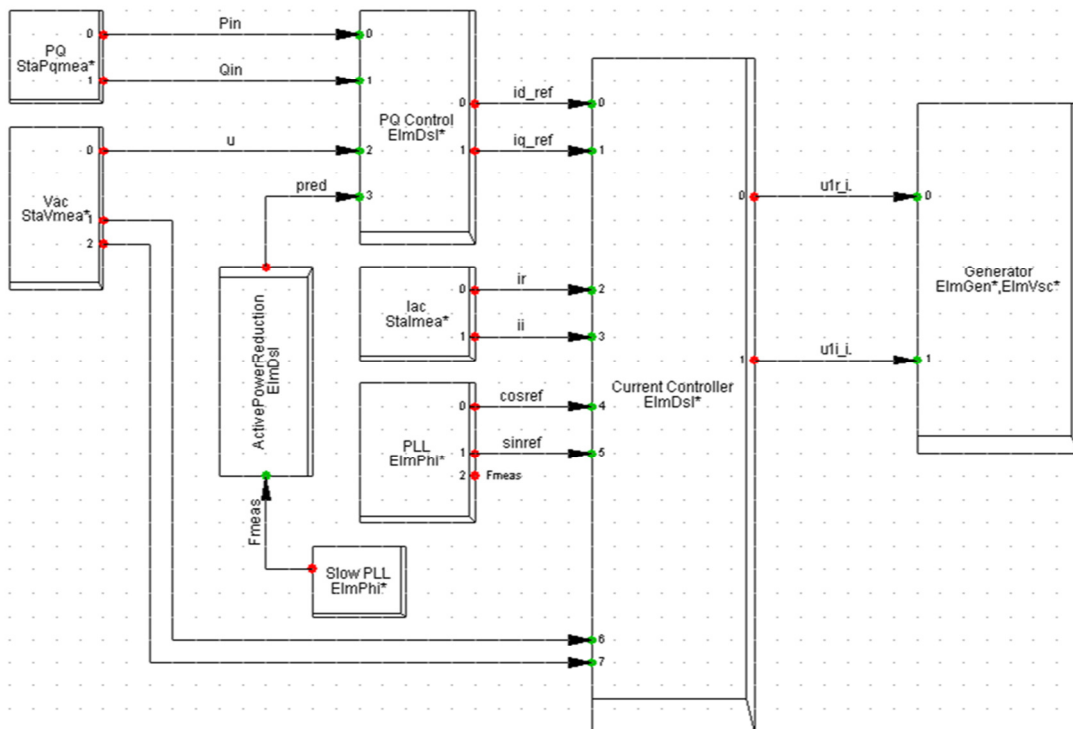 PQ
StaPqmea*
0
1
Pin
Qin
Vac
StaVmea*
0
1
2
u
pred
0
1
2
3
PQ Control
ElmDsl*
0
1
id_ref
iq_ref
ActivePowerReduction
ElmDsl
Fmeas
Slow PLL
ElmPhi*
Iac
StaImea*
0
1
ir
ii
PLL
ElmPhi*
0
1
2
cosref
sinref
Fmeas
0
1
2
3
4
5
6
7
Current Controller
ElmDsl*
0
1
u1r_i.
u1i_i.
0
1
Generator
ElmGen*,ElmVsc*